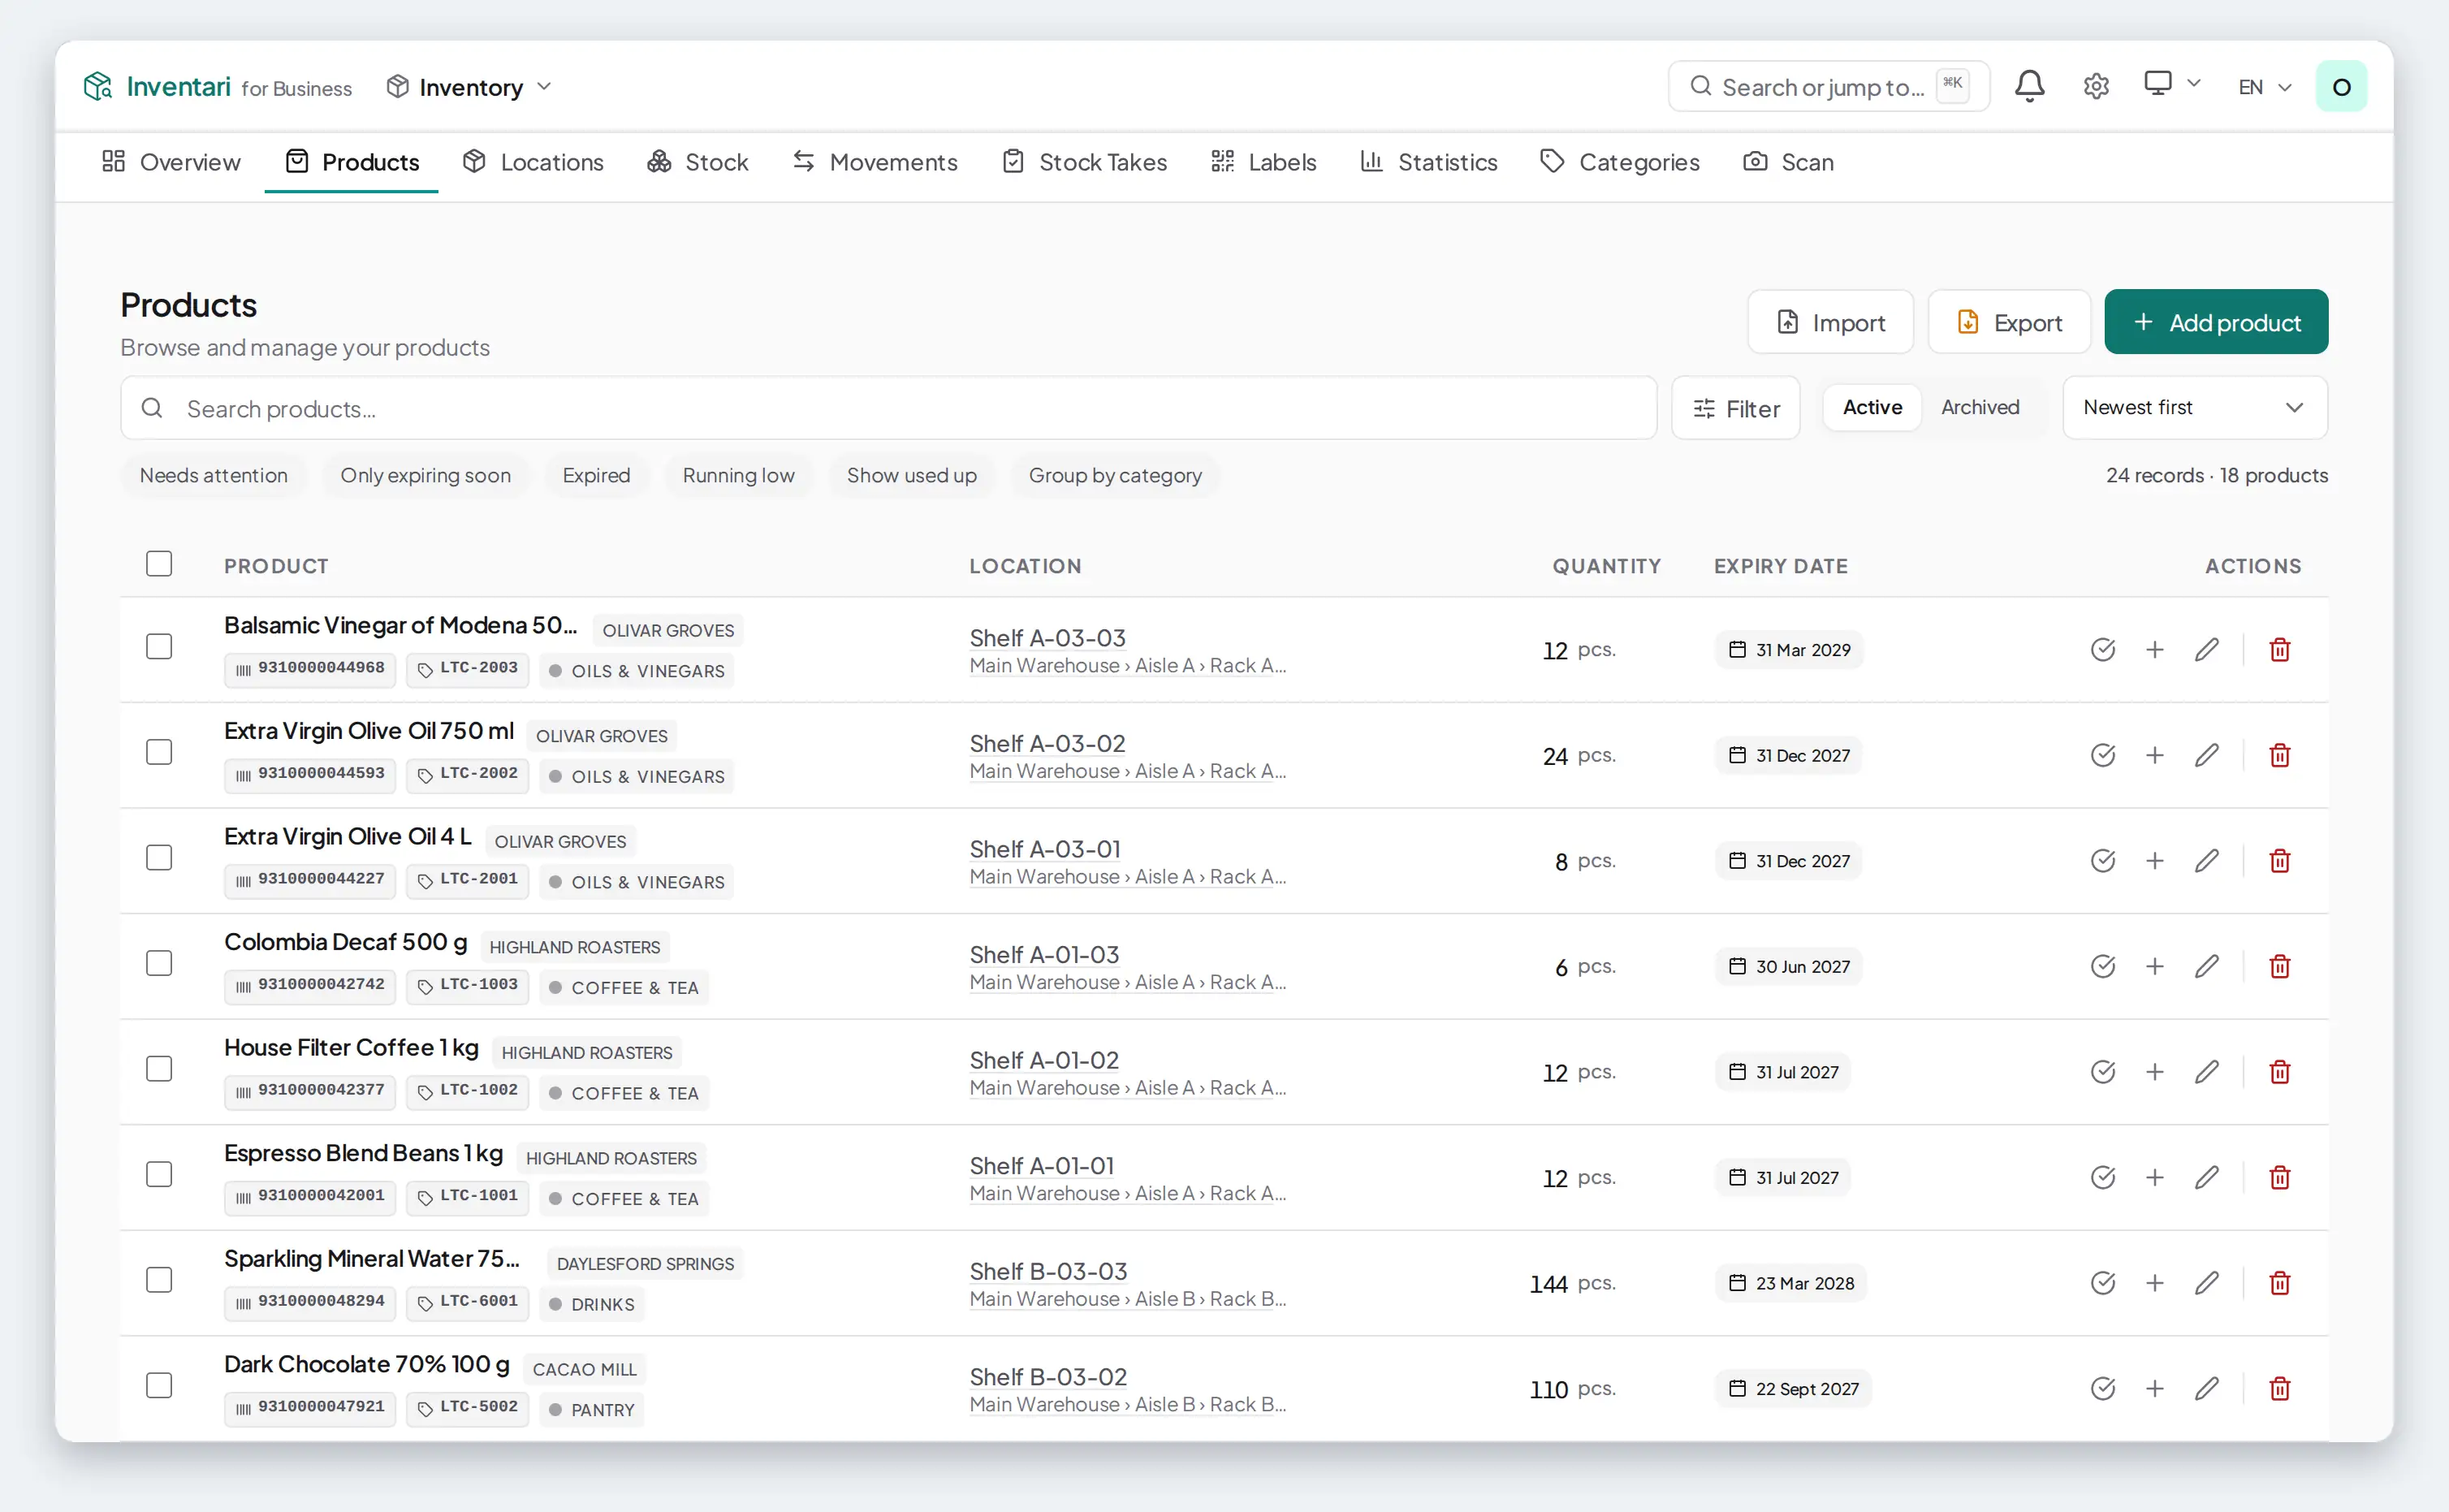 Inventari for Business Inventory Search or jump to... ⌘K EN O
Overview Products Locations Stock Movements Stock Takes Labels Statistics Categories Scan
Products
Browse and manage your products
Import Export Add product
Search products... Filter Active Archived Newest first
Needs attention Only expiring soon Expired Running low Show used up Group by category 24 records · 18 products
PRODUCT LOCATION QUANTITY EXPIRY DATE ACTIONS
Balsamic Vinegar of Modena 50... OLIVAR GROVES
9310000044968 LTC-2003 OILS & VINEGARS
Shelf A-03-03
Main Warehouse › Aisle A › Rack A...
12 pcs. 31 Mar 2029
Extra Virgin Olive Oil 750 ml OLIVAR GROVES
9310000044593 LTC-2002 OILS & VINEGARS
Shelf A-03-02
Main Warehouse › Aisle A › Rack A...
24 pcs. 31 Dec 2027
Extra Virgin Olive Oil 4 L OLIVAR GROVES
9310000044227 LTC-2001 OILS & VINEGARS
Shelf A-03-01
Main Warehouse › Aisle A › Rack A...
8 pcs. 31 Dec 2027
Colombia Decaf 500 g HIGHLAND ROASTERS
9310000042742 LTC-1003 COFFEE & TEA
Shelf A-01-03
Main Warehouse › Aisle A › Rack A...
6 pcs. 30 Jun 2027
House Filter Coffee 1 kg HIGHLAND ROASTERS
9310000042377 LTC-1002 COFFEE & TEA
Shelf A-01-02
Main Warehouse › Aisle A › Rack A...
12 pcs. 31 Jul 2027
Espresso Blend Beans 1 kg HIGHLAND ROASTERS
9310000042001 LTC-1001 COFFEE & TEA
Shelf A-01-01
Main Warehouse › Aisle A › Rack A...
12 pcs. 31 Jul 2027
Sparkling Mineral Water 75... DAYLESFORD SPRINGS
9310000048294 LTC-6001 DRINKS
Shelf B-03-03
Main Warehouse › Aisle B › Rack B...
144 pcs. 23 Mar 2028
Dark Chocolate 70% 100 g CACAO MILL
9310000047921 LTC-5002 PANTRY
Shelf B-03-02
Main Warehouse › Aisle B › Rack B...
110 pcs. 22 Sept 2027